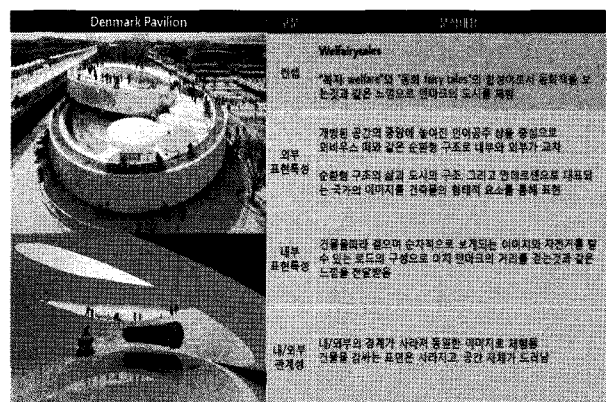 Denmark Pavilion
구분 분석내용
컨셉
Welfairytales
"복지 welfare"와 "동화 fairy tales"의 합성어로서 동화책을 보
는것과 같은 느낌으로 덴마크의 도시를 체험
외부
표현특성
개방된 공간의 중앙에 놓여진 인어공주 상을 중심으로
뫼비우스 띠와 같은 순환형 구조로 내부와 외부가 교차
순환형 구조의 삶과 도시의 구조 그리고 안데르센으로 대표되
는 국가의 이미지를 건축물의 형태적 요소를 통해 표현
내부
표현특성
건물을따라 걸으며 순차적으로 보게되는 이미지와 자전거를 탈
수 있는 로드의 구성으로 마치 덴마크의 거리를 걷는것과 같은
느낌을 전달받음
내/외부
관계성
내/외부의 경계가 사라져 동일한 이미지로 체험됨
건물을 감싸는 표면은 사라지고, 공간 자체가 드러남